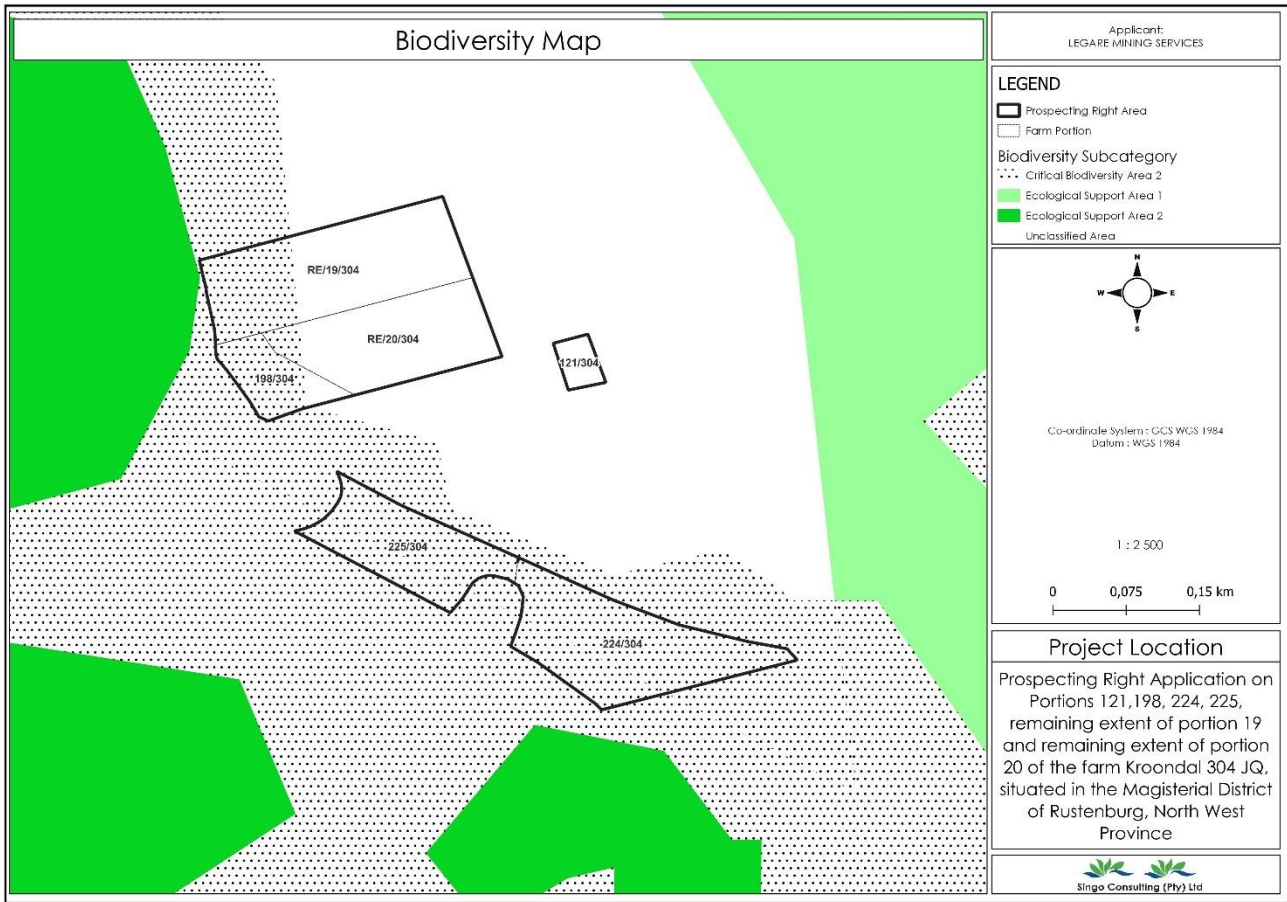 Biodiversity Map
RE/19/304
RE/20/304
198/304
121/304
225/304
224/304
Applicant:
LEGARE MINING SERVICES
LEGEND
Prospecting Right Area
Farm Portion
Biodiversity Subcategory
Critical Biodiversity Area 2
Ecological Support Area 1
Ecological Support Area 2
Unclassified Area
N
W E
S
Co-ordinate System : GCS WGS 1984
Datum : WGS 1984
1 : 2 500
0 0,075 0,15 km
Project Location
Prospecting Right Application on
Portions 121,198, 224, 225,
remaining extent of portion 19
and remaining extent of portion
20 of the farm Kroondal 304 JQ,
situated in the Magisterial District
of Rustenburg, North West
Province
Singo Consulting (Pty) Ltd